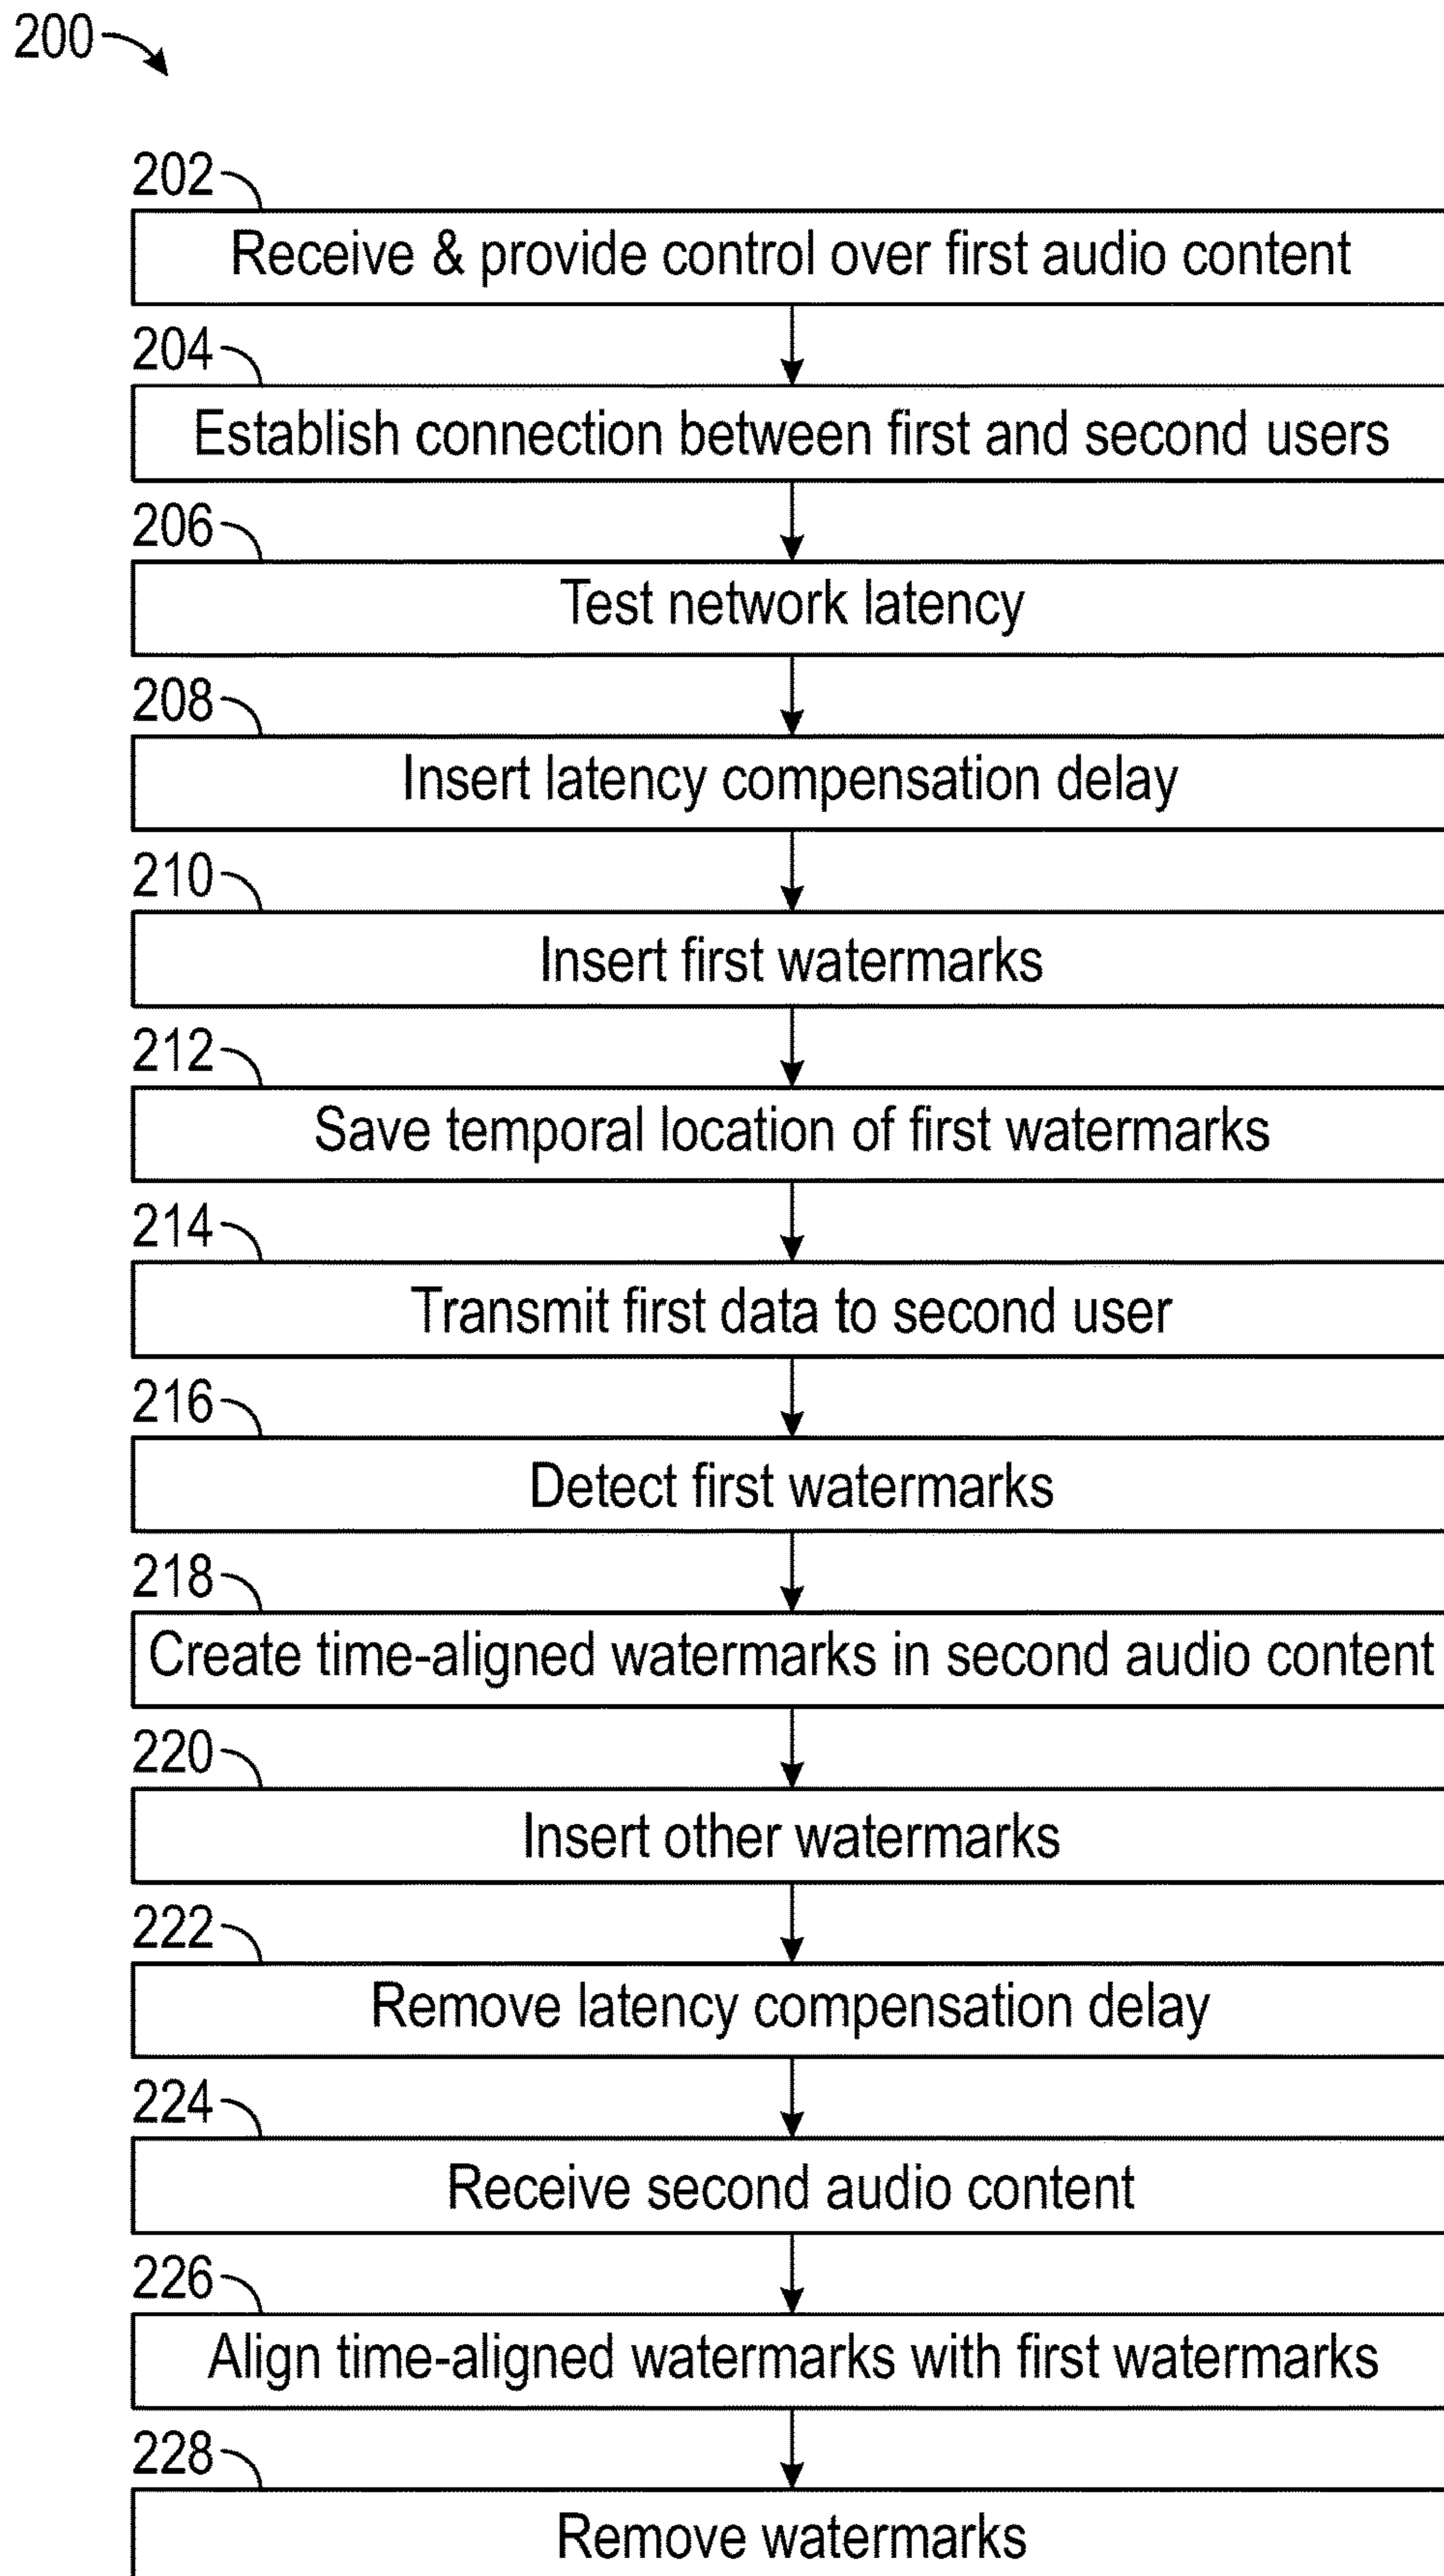 200
202
Receive & provide control over first audio content
204
Establish connection between first and second users
206
Test network latency
208
Insert latency compensation delay
210
Insert first watermarks
212
Save temporal location of first watermarks
214
Transmit first data to second user
216
Detect first watermarks
218
Create time-aligned watermarks in second audio content
220
Insert other watermarks
222
Remove latency compensation delay
224
Receive second audio content
226
Align time-aligned watermarks with first watermarks
228
Remove watermarks